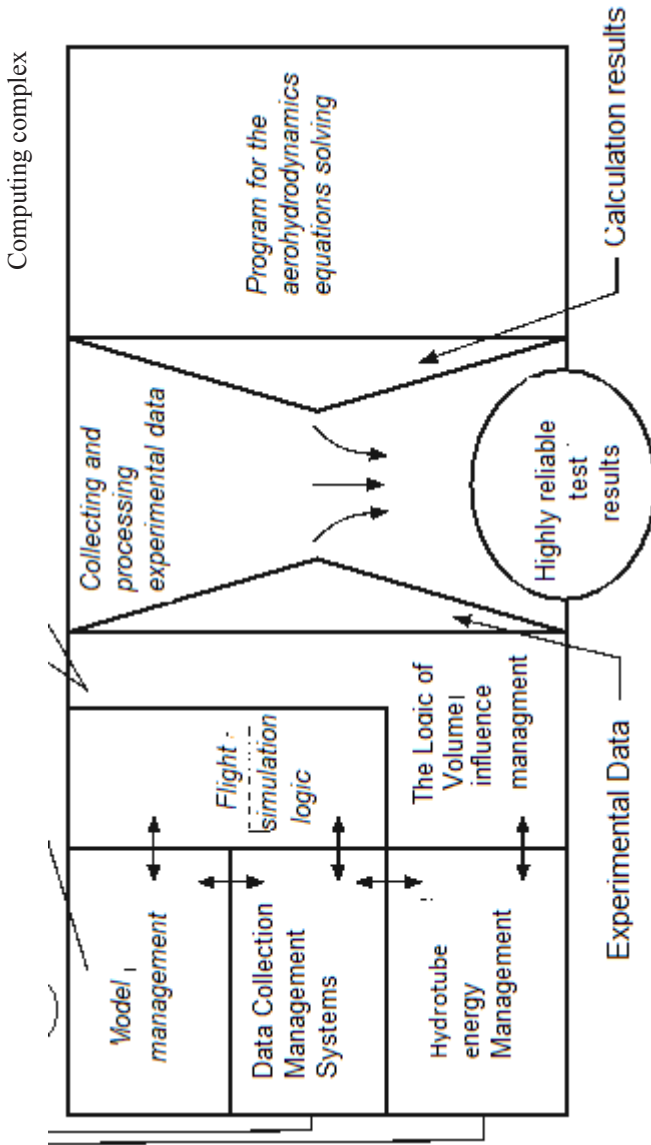 Computing complex
Model
management
Data Collection
Management
Systems
Hydrotube
energy
Management
Flight
simulation
logic
The Logic of
Volume
influence
managment
Collecting and
processing
experimental data
Program for the
aerohydrodynamics
equations solving
Highly reliable
test
results
Experimental Data
Calculation results